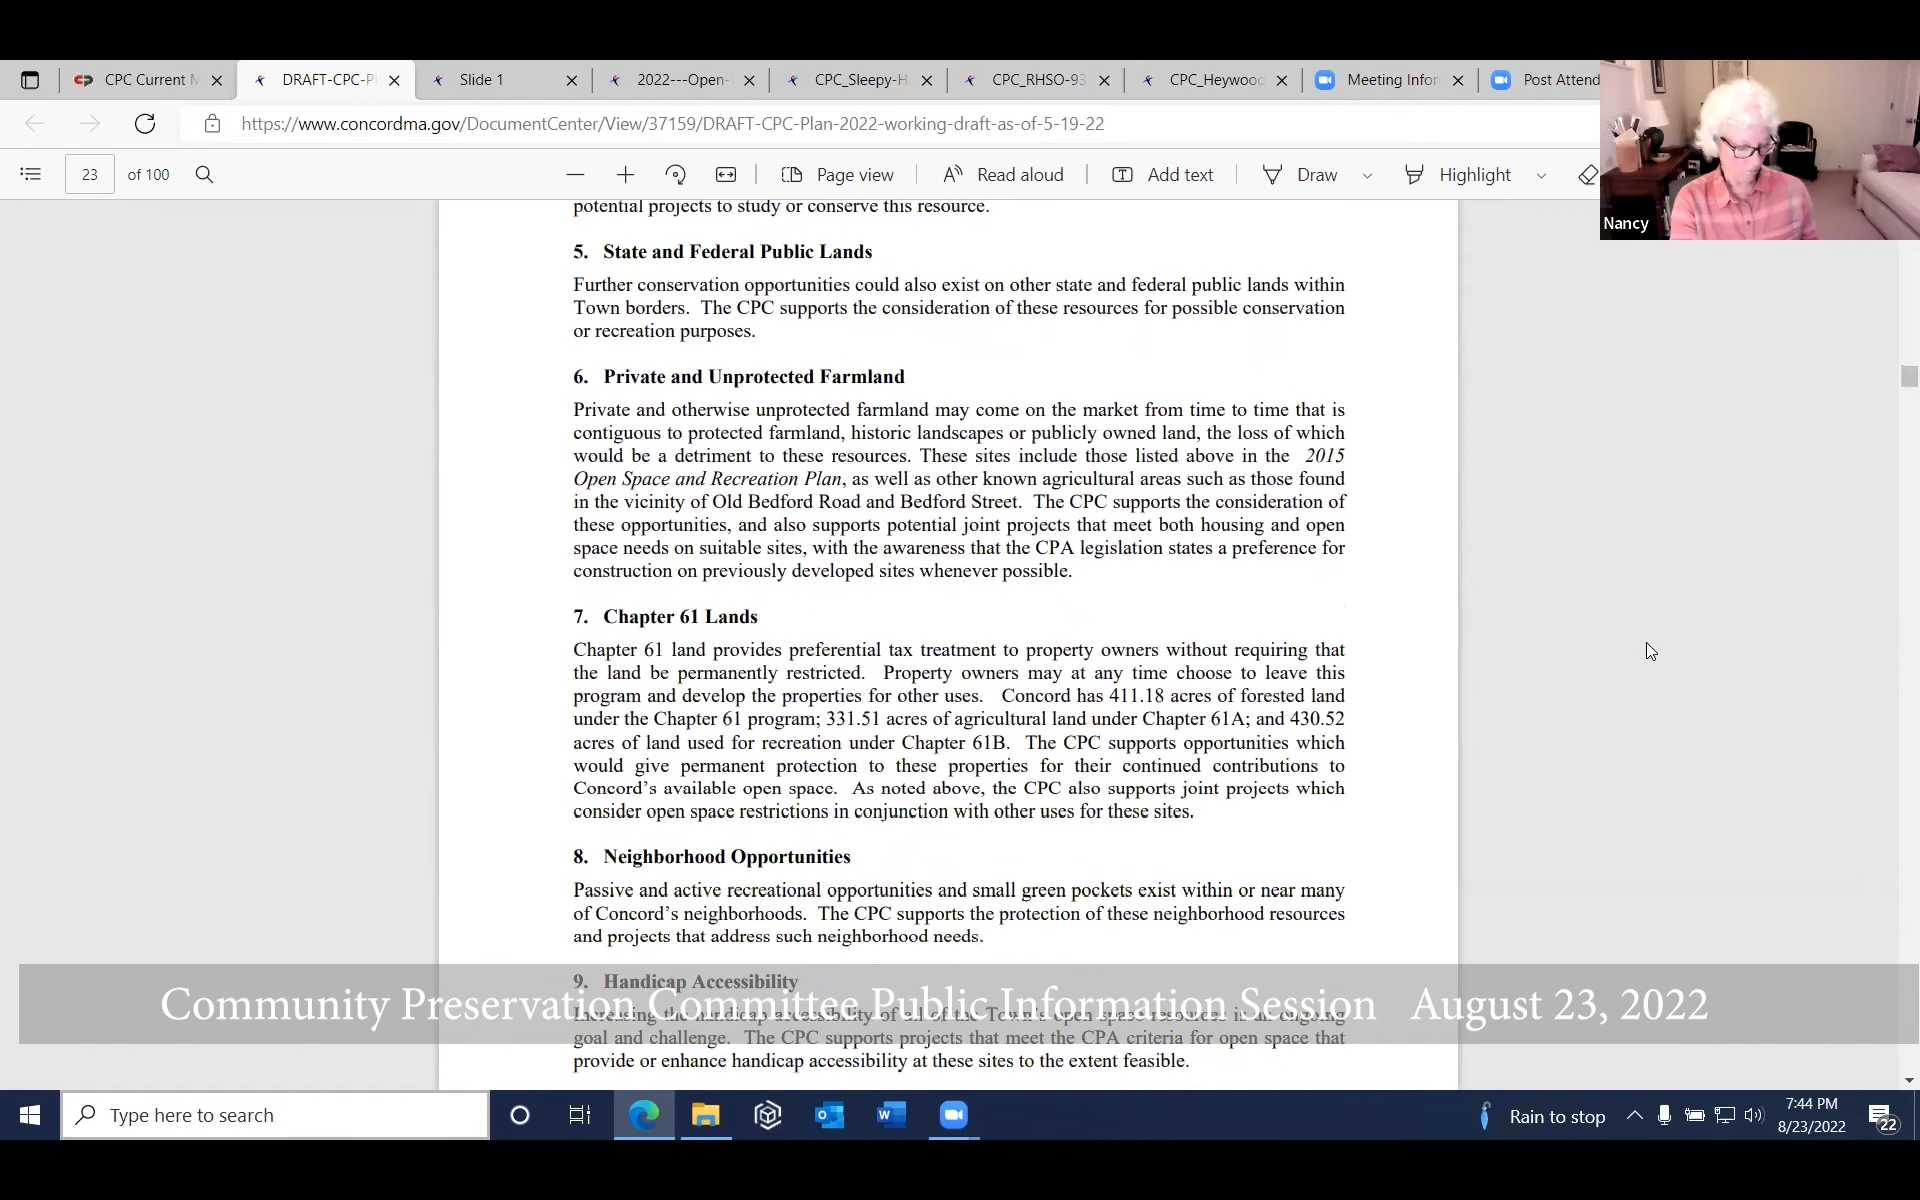 CPC Current M
DRAFT-CPC-P
Slide 1
2022---Open-
CPC_Sleepy-H
CPC_RHSO-93
CPC_Heywood
Meeting Infor
Post Attend
https://www.concordma.gov/DocumentCenter/View/37159/DRAFT-CPC-Plan-2022-working-draft-as-of-5-19-22
23 of 100
Page view
Read aloud
Add text
Draw
Highlight
Nancy
potential projects to study or conserve this resource.
5. State and Federal Public Lands
Further conservation opportunities could also exist on other state and federal public lands within
Town borders. The CPC supports the consideration of these resources for possible conservation
or recreation purposes.
6. Private and Unprotected Farmland
Private and otherwise unprotected farmland may come on the market from time to time that is
contiguous to protected farmland, historic landscapes or publicly owned land, the loss of which
would be a detriment to these resources. These sites include those listed above in the 2015
Open Space and Recreation Plan, as well as other known agricultural areas such as those found
in the vicinity of Old Bedford Road and Bedford Street. The CPC supports the consideration of
these opportunities, and also supports potential joint projects that meet both housing and open
space needs on suitable sites, with the awareness that the CPA legislation states a preference for
construction on previously developed sites whenever possible.
7. Chapter 61 Lands
Chapter 61 land provides preferential tax treatment to property owners without requiring that
the land be permanently restricted. Property owners may at any time choose to leave this
program and develop the properties for other uses. Concord has 411.18 acres of forested land
under the Chapter 61 program; 331.51 acres of agricultural land under Chapter 61A; and 430.52
acres of land used for recreation under Chapter 61B. The CPC supports opportunities which
would give permanent protection to these properties for their continued contributions to
Concord's available open space. As noted above, the CPC also supports joint projects which
consider open space restrictions in conjunction with other uses for these sites.
8. Neighborhood Opportunities
Passive and active recreational opportunities and small green pockets exist within or near many
of Concord's neighborhoods. The CPC supports the protection of these neighborhood resources
and projects that address such neighborhood needs.
9. Handicap Accessibility
Community Preservation Committee Public Information Session August 23, 2022
Increasing the handicap accessibility of all of the Town's open space resources is an ongoing
goal and challenge. The CPC supports projects that meet the CPA criteria for open space that
provide or enhance handicap accessibility at these sites to the extent feasible.
Type here to search
Rain to stop
7:44 PM
8/23/2022
22